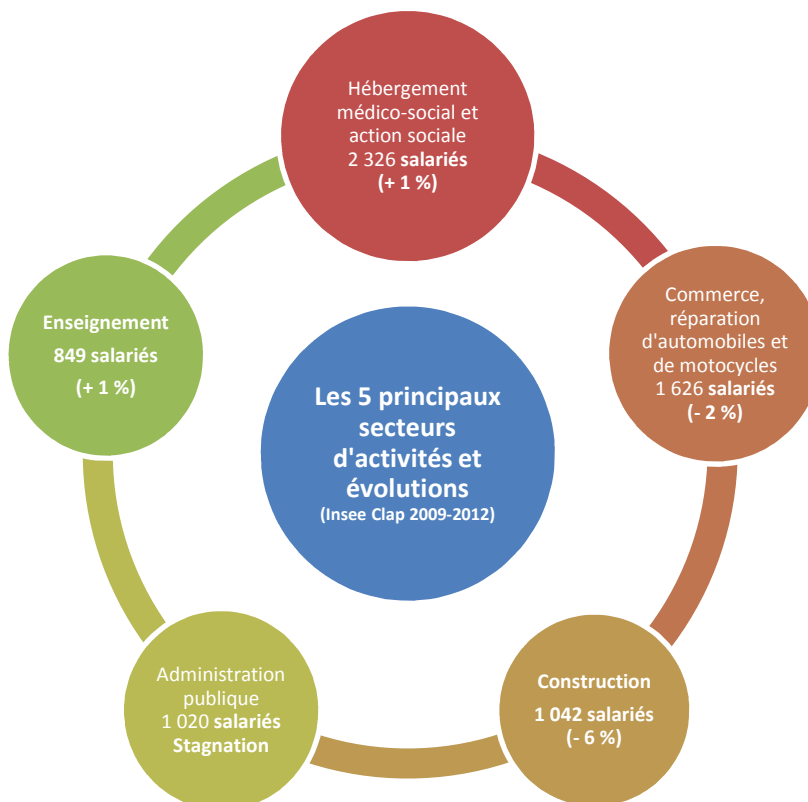 Hébergement
médico-social et
action sociale
2 326 salariés
(+ 1 %)
Commerce,
réparation
d'automobiles et
de motocycles
1 626 salariés
(- 2 %)
Construction
1 042 salariés
(- 6 %)
Administration
publique
1 020 salariés
Stagnation
Enseignement
849 salariés
(+ 1 %)
Les 5 principaux
secteurs
d'activités et
évolutions
(Insee Clap 2009-2012)